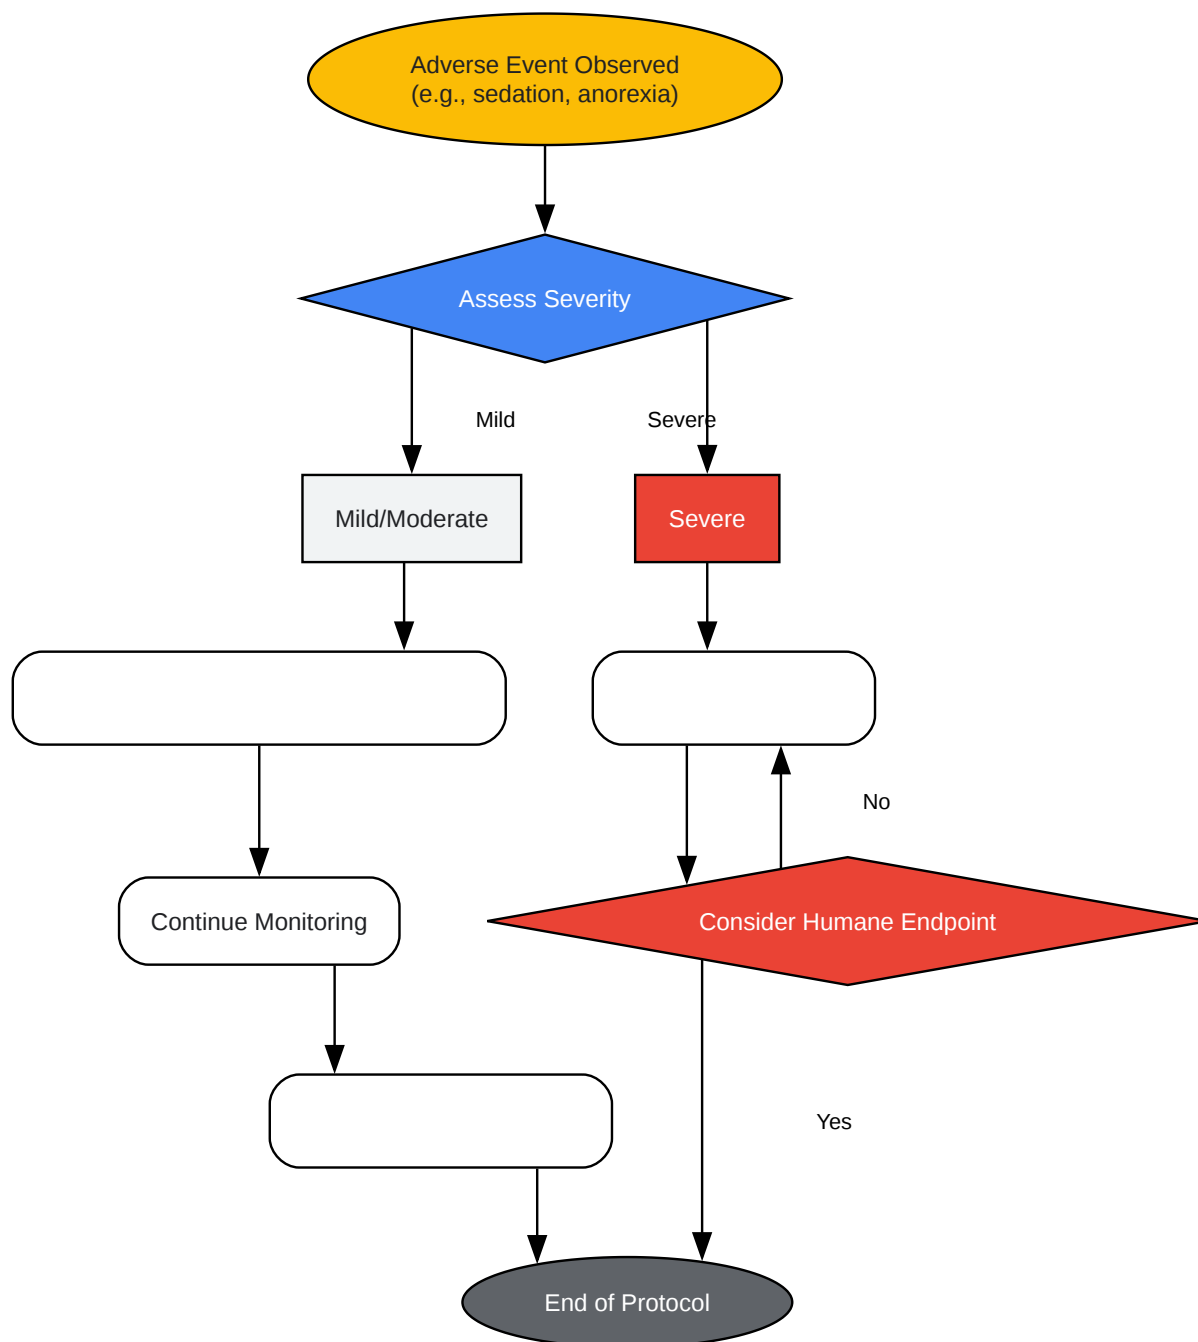 Adverse Event Observed
(e.g., sedation, anorexia)
Assess Severity
Mild
Severe
Mild/Moderate
Severe
No
Continue Monitoring
Consider Humane Endpoint
Yes
End of Protocol